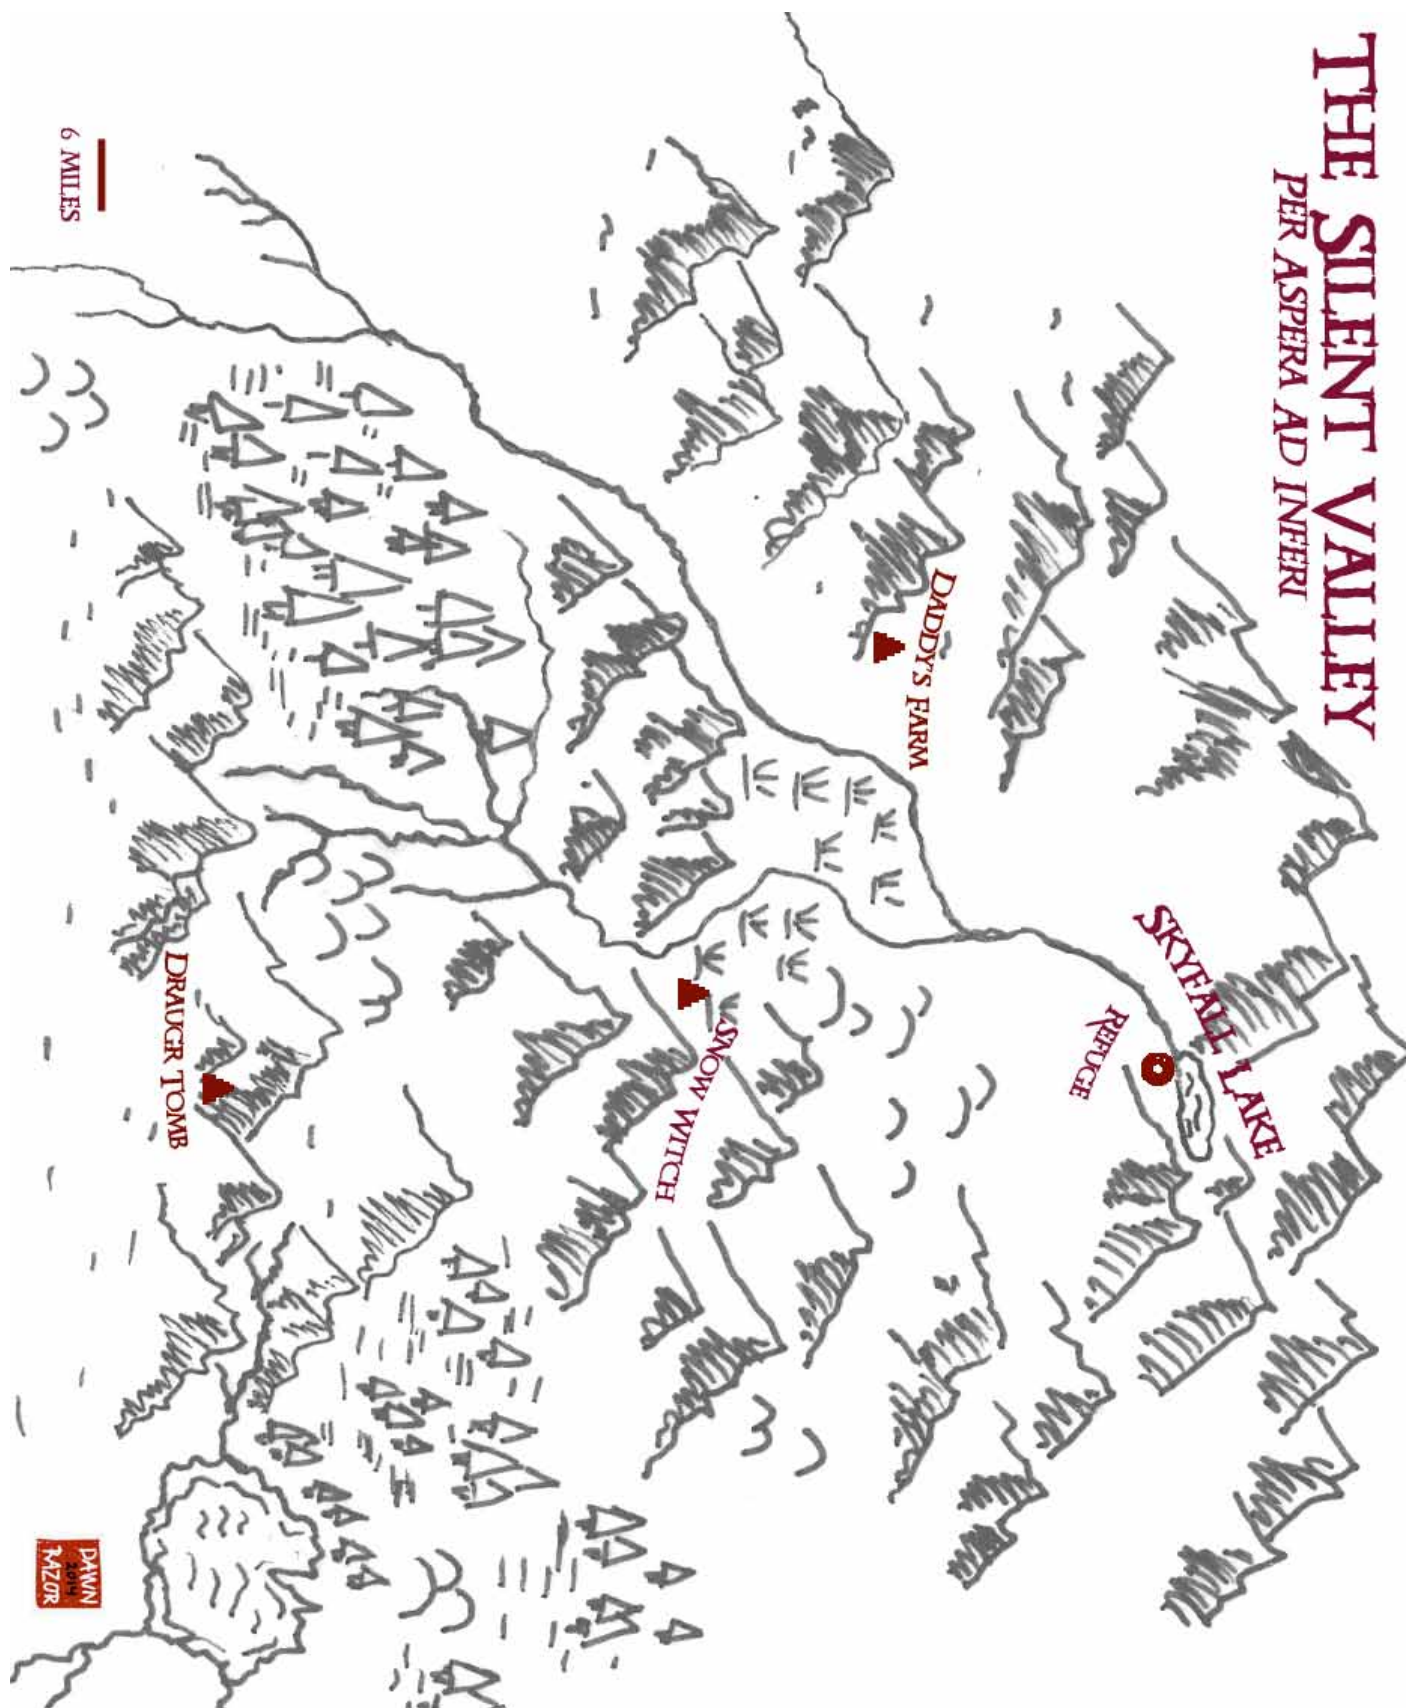 THE SILENT VALLEY
PER ASPERA AD INFERI
SKYFALL LAKE
REFUGE
DADDY'S FARM
SNOW WITCH
DRAUGR TOMB
6 MILES
DAWN
2014
RAZOR